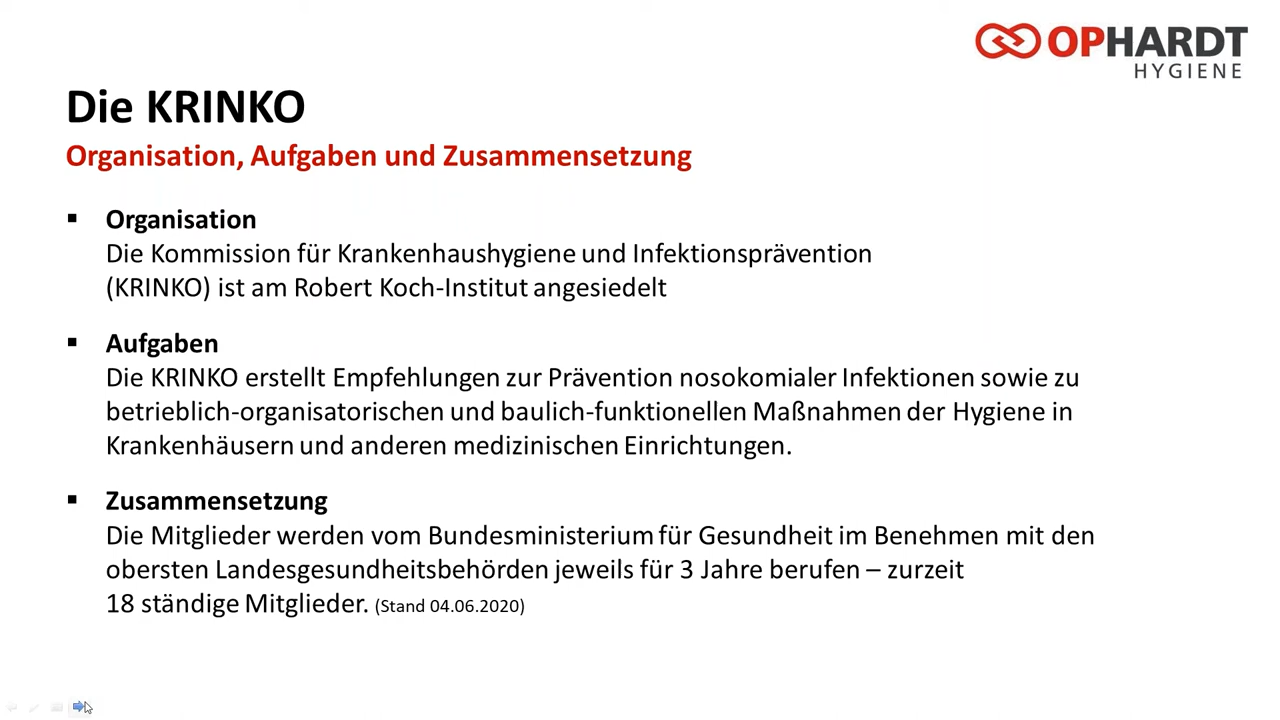 OPHARDT
HYGIENE
Die KRINKO
Organisation, Aufgaben und Zusammensetzung
▪ Organisation
Die Kommission für Krankenhaushygiene und Infektionsprävention
(KRINKO) ist am Robert Koch-Institut angesiedelt
▪ Aufgaben
Die KRINKO erstellt Empfehlungen zur Prävention nosokomialer Infektionen sowie zu
betrieblich-organisatorischen und baulich-funktionellen Maßnahmen der Hygiene in
Krankenhäusern und anderen medizinischen Einrichtungen.
▪ Zusammensetzung
Die Mitglieder werden vom Bundesministerium für Gesundheit im Benehmen mit den
obersten Landesgesundheitsbehörden jeweils für 3 Jahre berufen – zurzeit
18 ständige Mitglieder. (Stand 04.06.2020)